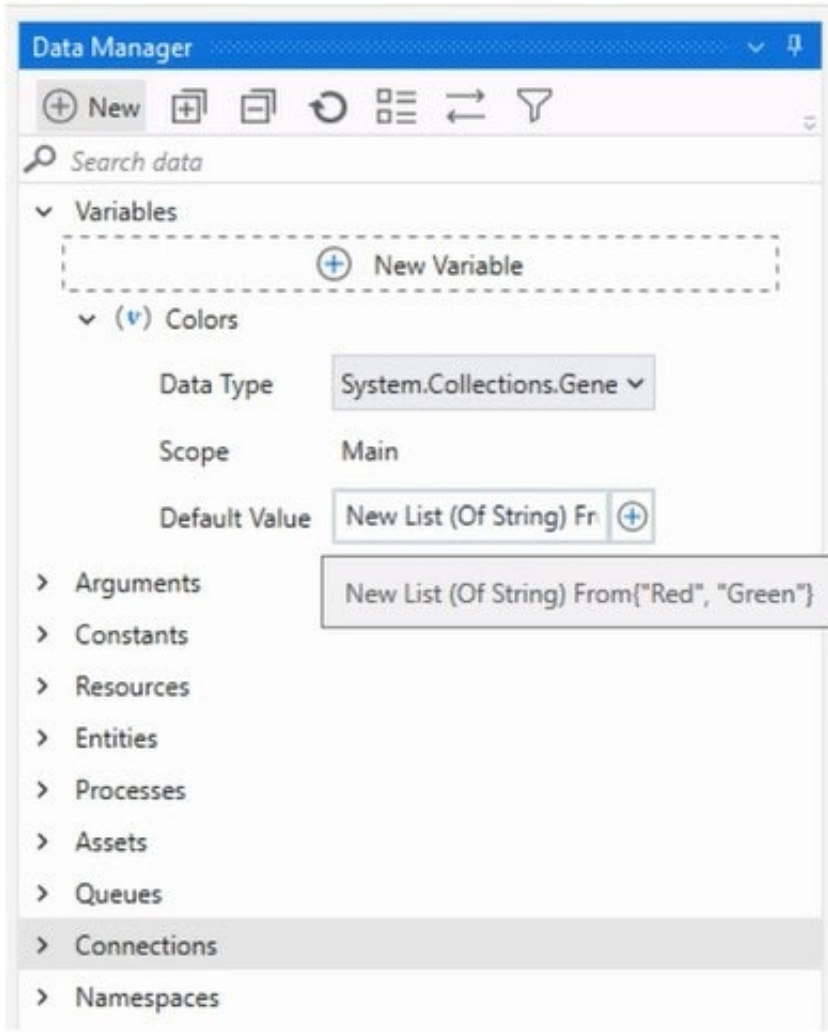 Data Manager
New
Search data
Variables
New Variable
(v) Colors
Data Type System.Collections.Gene
Scope Main
Default Value New List (Of String) Fr
Arguments
New List (Of String) From{"Red", "Green"}
Constants
Resources
Entities
Processes
Assets
Queues
Connections
Namespaces